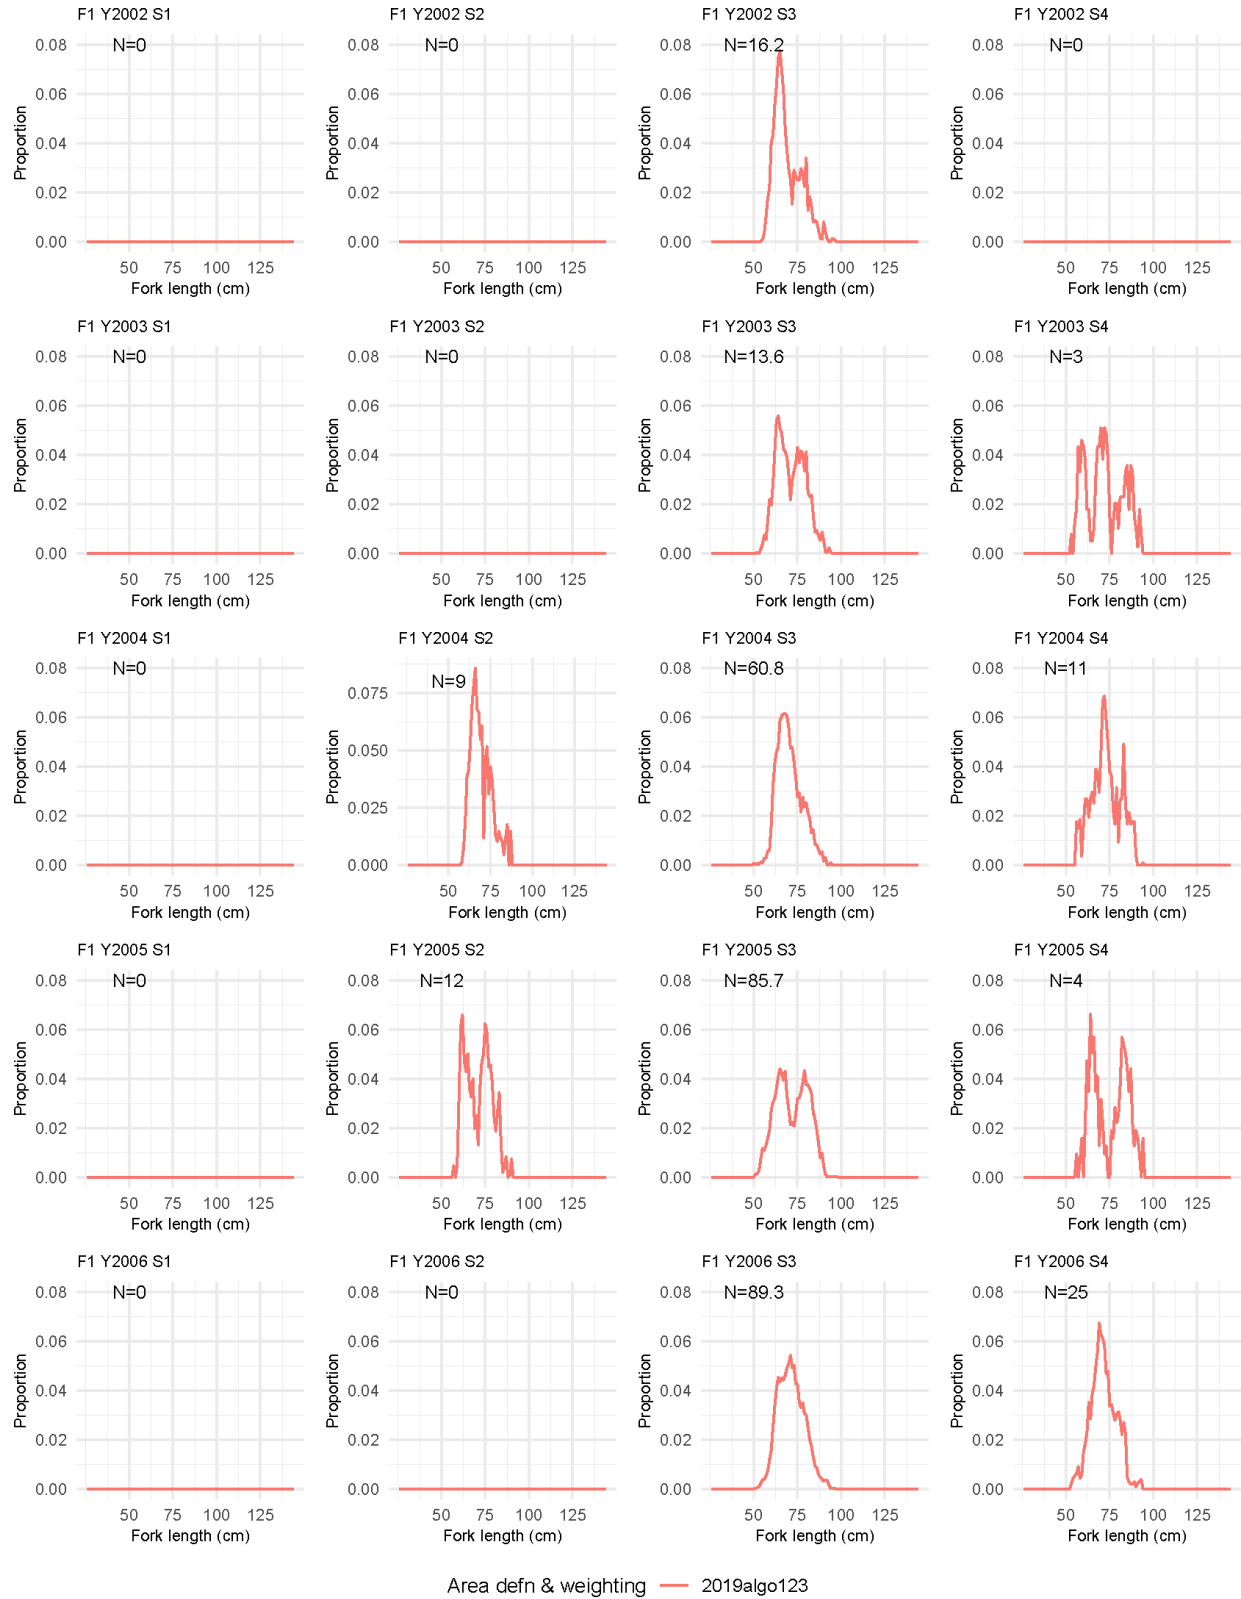 F1 Y2002 S1 F1 Y2002 S2 F1 Y2002 S3 F1 Y2002 S4
N=0 N=0 N=16.2 N=0
0.08 0.08 0.08 0.08
0.06 0.06 0.06 0.06
0.04 0.04 0.04 0.04
0.02 0.02 0.02 0.02
0.00 0.00 0.00 0.00
Proportion Proportion Proportion Proportion
50 75 100 125 50 75 100 125 50 75 100 125 50 75 100 125
Fork length (cm) Fork length (cm) Fork length (cm) Fork length (cm)
F1 Y2003 S1 F1 Y2003 S2 F1 Y2003 S3 F1 Y2003 S4
N=0 N=0 N=13.6 N=3
0.08 0.08 0.08 0.08
0.06 0.06 0.06 0.06
0.04 0.04 0.04 0.04
0.02 0.02 0.02 0.02
0.00 0.00 0.00 0.00
Proportion Proportion Proportion Proportion
50 75 100 125 50 75 100 125 50 75 100 125 50 75 100 125
Fork length (cm) Fork length (cm) Fork length (cm) Fork length (cm)
F1 Y2004 S1 F1 Y2004 S2 F1 Y2004 S3 F1 Y2004 S4
N=0 N=9 N=60.8 N=11
0.08 0.075 0.08 0.08
0.06 0.050 0.06 0.06
0.04 0.025 0.04 0.04
0.02 0.000 0.02 0.02
0.00 0.00 0.00
Proportion Proportion Proportion Proportion
50 75 100 125 50 75 100 125 50 75 100 125 50 75 100 125
Fork length (cm) Fork length (cm) Fork length (cm) Fork length (cm)
F1 Y2005 S1 F1 Y2005 S2 F1 Y2005 S3 F1 Y2005 S4
N=0 N=12 N=85.7 N=4
0.08 0.08 0.08 0.08
0.06 0.06 0.06 0.06
0.04 0.04 0.04 0.04
0.02 0.02 0.02 0.02
0.00 0.00 0.00 0.00
Proportion Proportion Proportion Proportion
50 75 100 125 50 75 100 125 50 75 100 125 50 75 100 125
Fork length (cm) Fork length (cm) Fork length (cm) Fork length (cm)
F1 Y2006 S1 F1 Y2006 S2 F1 Y2006 S3 F1 Y2006 S4
N=0 N=0 N=89.3 N=25
0.08 0.08 0.08 0.08
0.06 0.06 0.06 0.06
0.04 0.04 0.04 0.04
0.02 0.02 0.02 0.02
0.00 0.00 0.00 0.00
Proportion Proportion Proportion Proportion
50 75 100 125 50 75 100 125 50 75 100 125 50 75 100 125
Fork length (cm) Fork length (cm) Fork length (cm) Fork length (cm)
Area defn & weighting 2019algo123